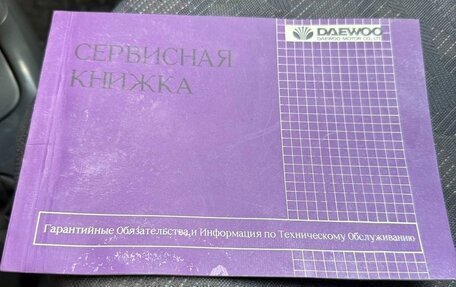 DAEWOO
DAEWOO MOTOR CO., LTD.
СЕРВИСНАЯ
КНИЖКА
Гарантийные Обязательства и Информация по Техническому Обслуживанию